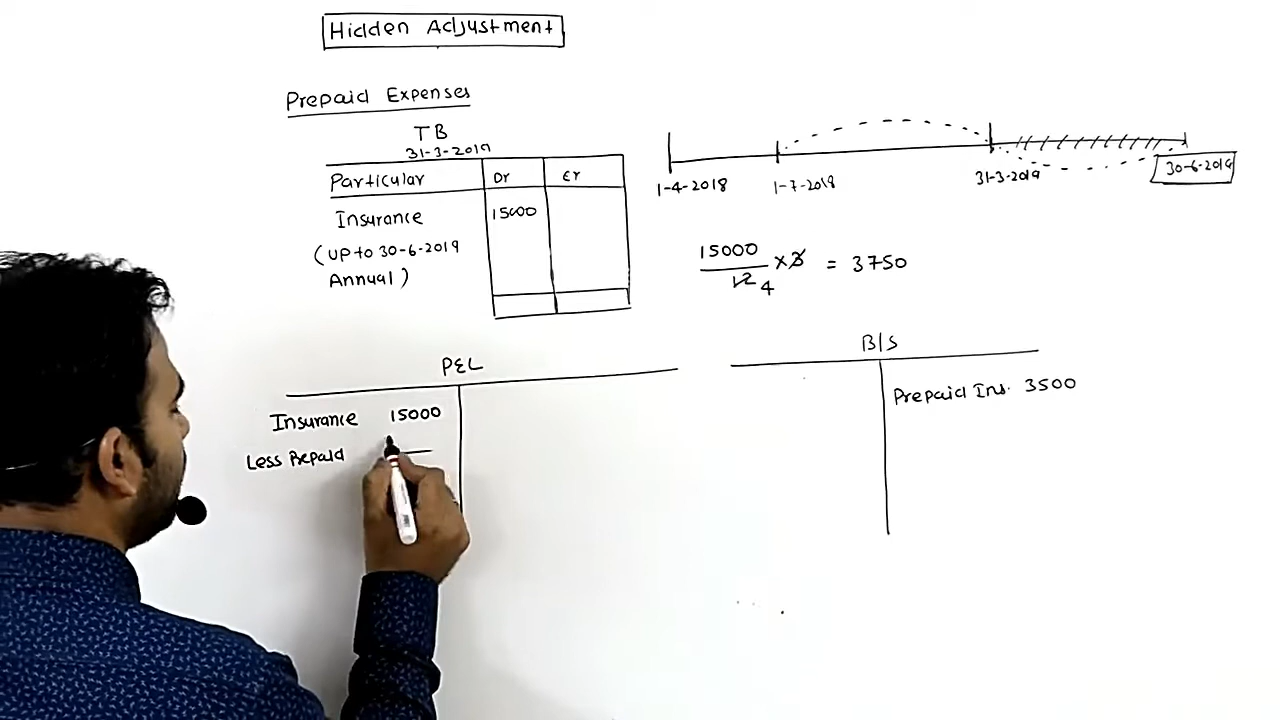 Hidden Adjustment
Prepaid Expenses
TB
31-3-2019
Particular Dr Cr
Insurance 15000
(UP to 30-6-2019
Annual)
1-4-2018 1-7-2018 31-3-2019 30-6-2019
15000
12 4 ×3 = 3750
P&L
Insurance 15000
Less Prepaid
B/S
Prepaid Ins. 3500